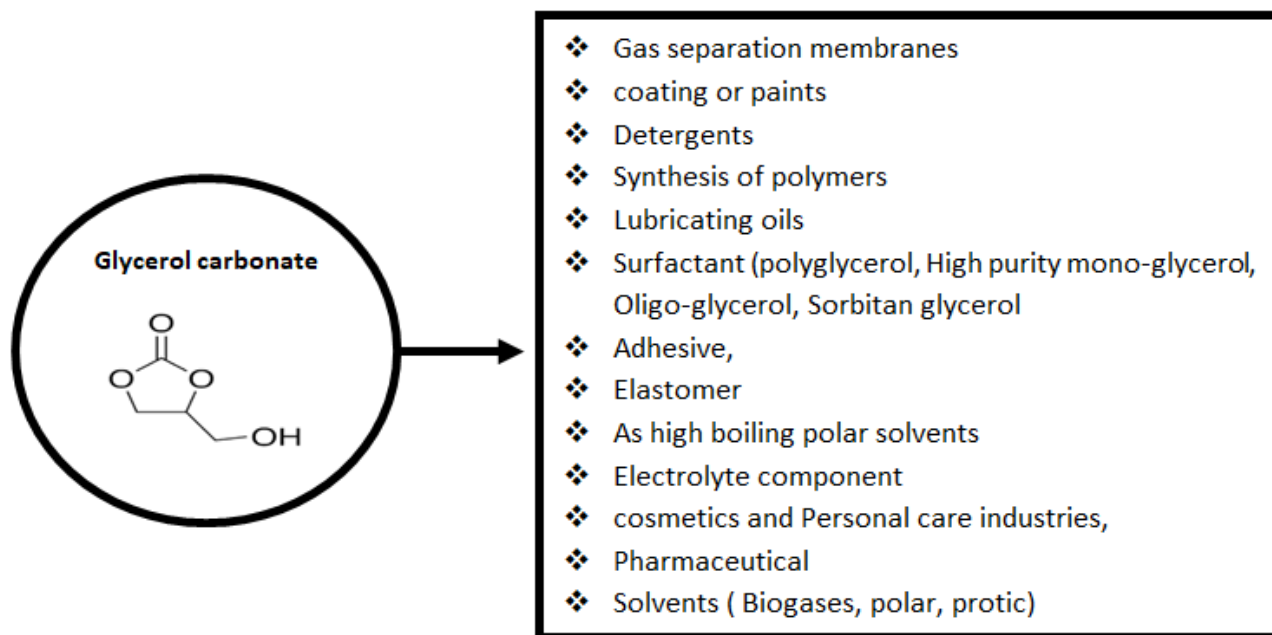 Glycerol carbonate
O
O
O
OH
❖ Gas separation membranes
❖ coating or paints
❖ Detergents
❖ Synthesis of polymers
❖ Lubricating oils
❖ Surfactant (polyglycerol, High purity mono-glycerol,
Oligo-glycerol, Sorbitan glycerol
❖ Adhesive,
❖ Elastomer
❖ As high boiling polar solvents
❖ Electrolyte component
❖ cosmetics and Personal care industries,
❖ Pharmaceutical
❖ Solvents ( Biogases, polar, protic)